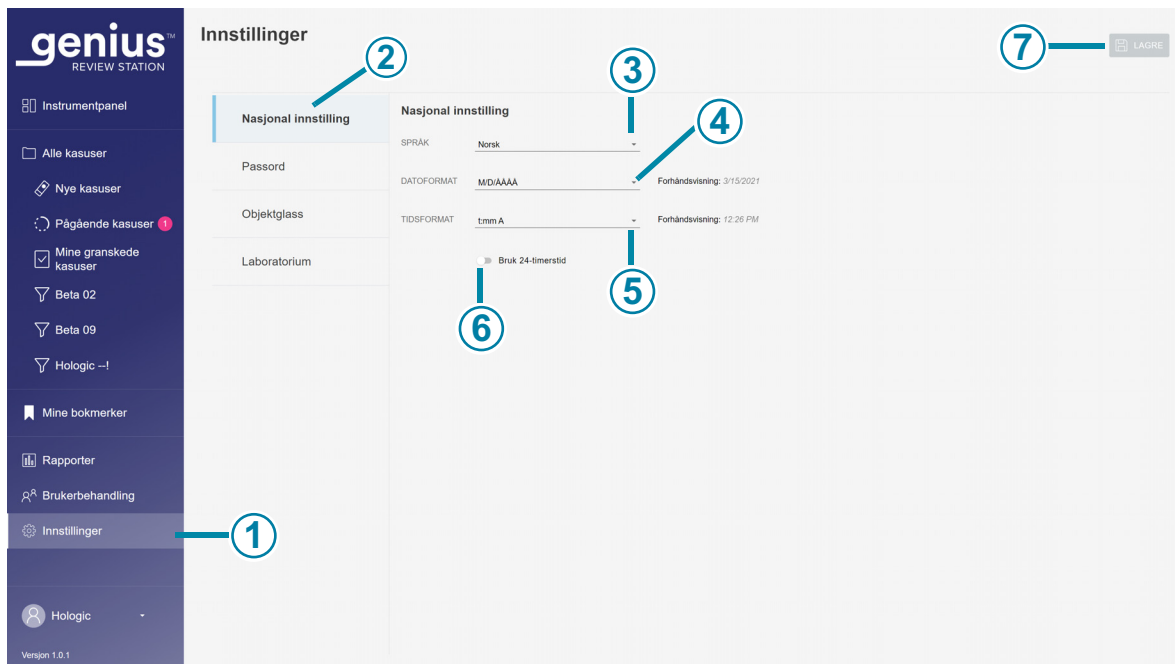 genius™
REVIEW STATION
Instrumentpanel
Alle kasuser
Nye kasuser
Pågående kasuser 1
Mine granskede
kasuser
Beta 02
Beta 09
Hologic --!
Mine bokmerker
Rapporter
Brukerbehandling
Innstillinger
Hologic
Versjon 1.0.1
Innstillinger
LAGRE
Nasjonal innstilling
Passord
Objektglass
Laboratorium
Nasjonal innstilling
SPRÅK Norsk
DATOFORMAT M/D/ÅÅÅÅ Forhåndsvisning: 3/15/2021
TIDSFORMAT t:mm A Forhåndsvisning: 12:26 PM
Bruk 24-timerstid
1
2
3
4
5
6
7